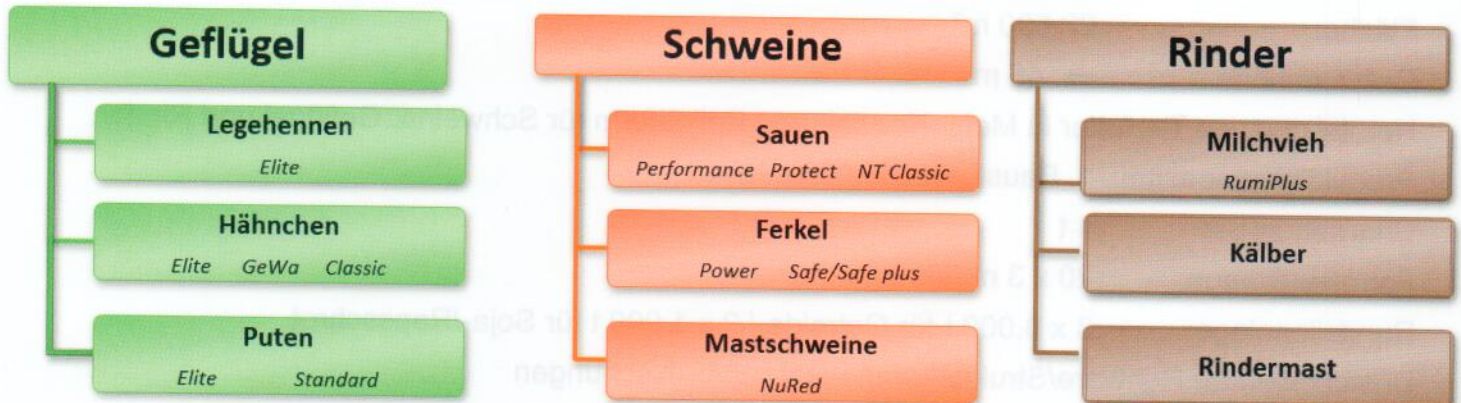 Geflügel
Legehennen
Elite
Hähnchen
Elite GeWa Classic
Puten
Elite Standard
Schweine
Sauen
Performance Protect NT Classic
Ferkel
Power Safe/Safe plus
Mastschweine
NuRed
Rinder
Milchvieh
RumiPlus
Kälber
Rindermast